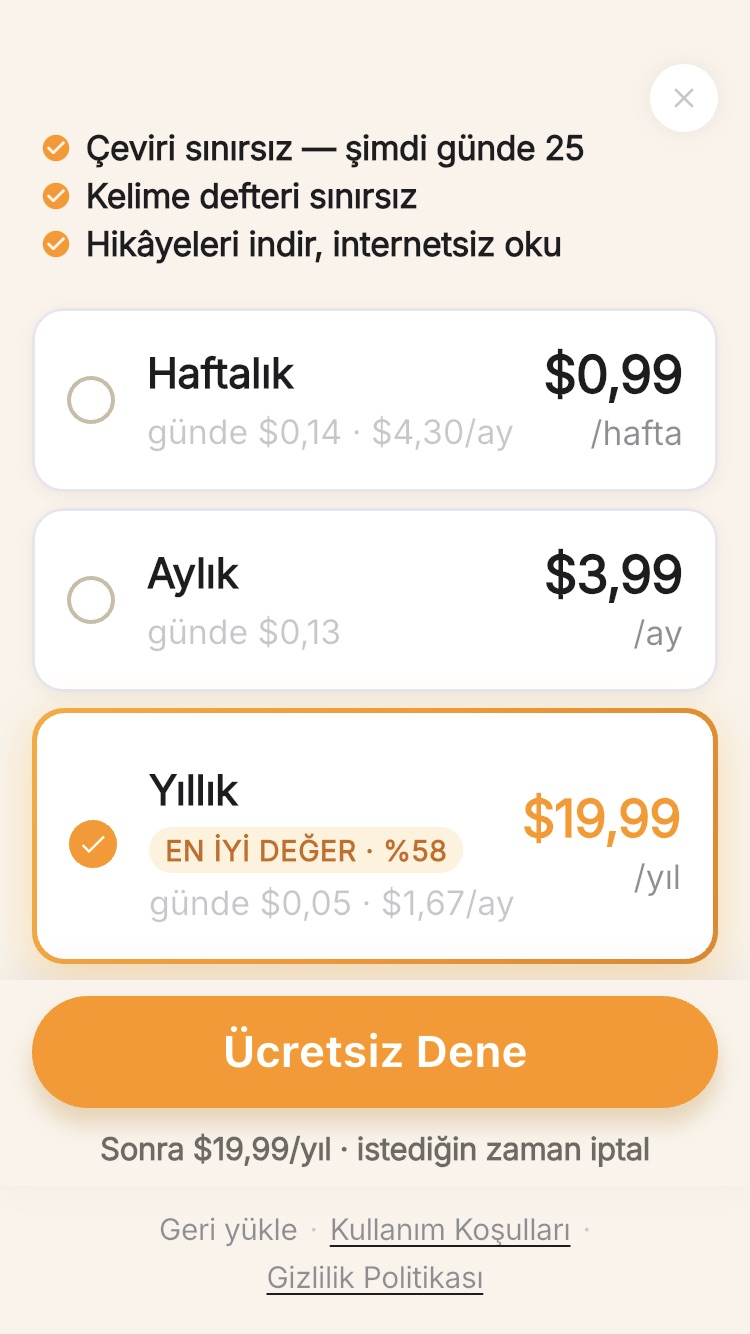 Çeviri sınırsız — şimdi günde 25
Kelime defteri sınırsız
Hikâyeleri indir, internetsiz oku
Haftalık
$0,99
günde $0,14 · $4,30/ay
/hafta
Aylık
$3,99
günde $0,13
/ay
Yıllık
$19,99
EN İYİ DEĞER · %58
/yıl
günde $0,05 · $1,67/ay
Ücretsiz Dene
Sonra $19,99/yıl · istediğin zaman iptal
Geri yükle · Kullanım Koşulları ·
Gizlilik Politikası